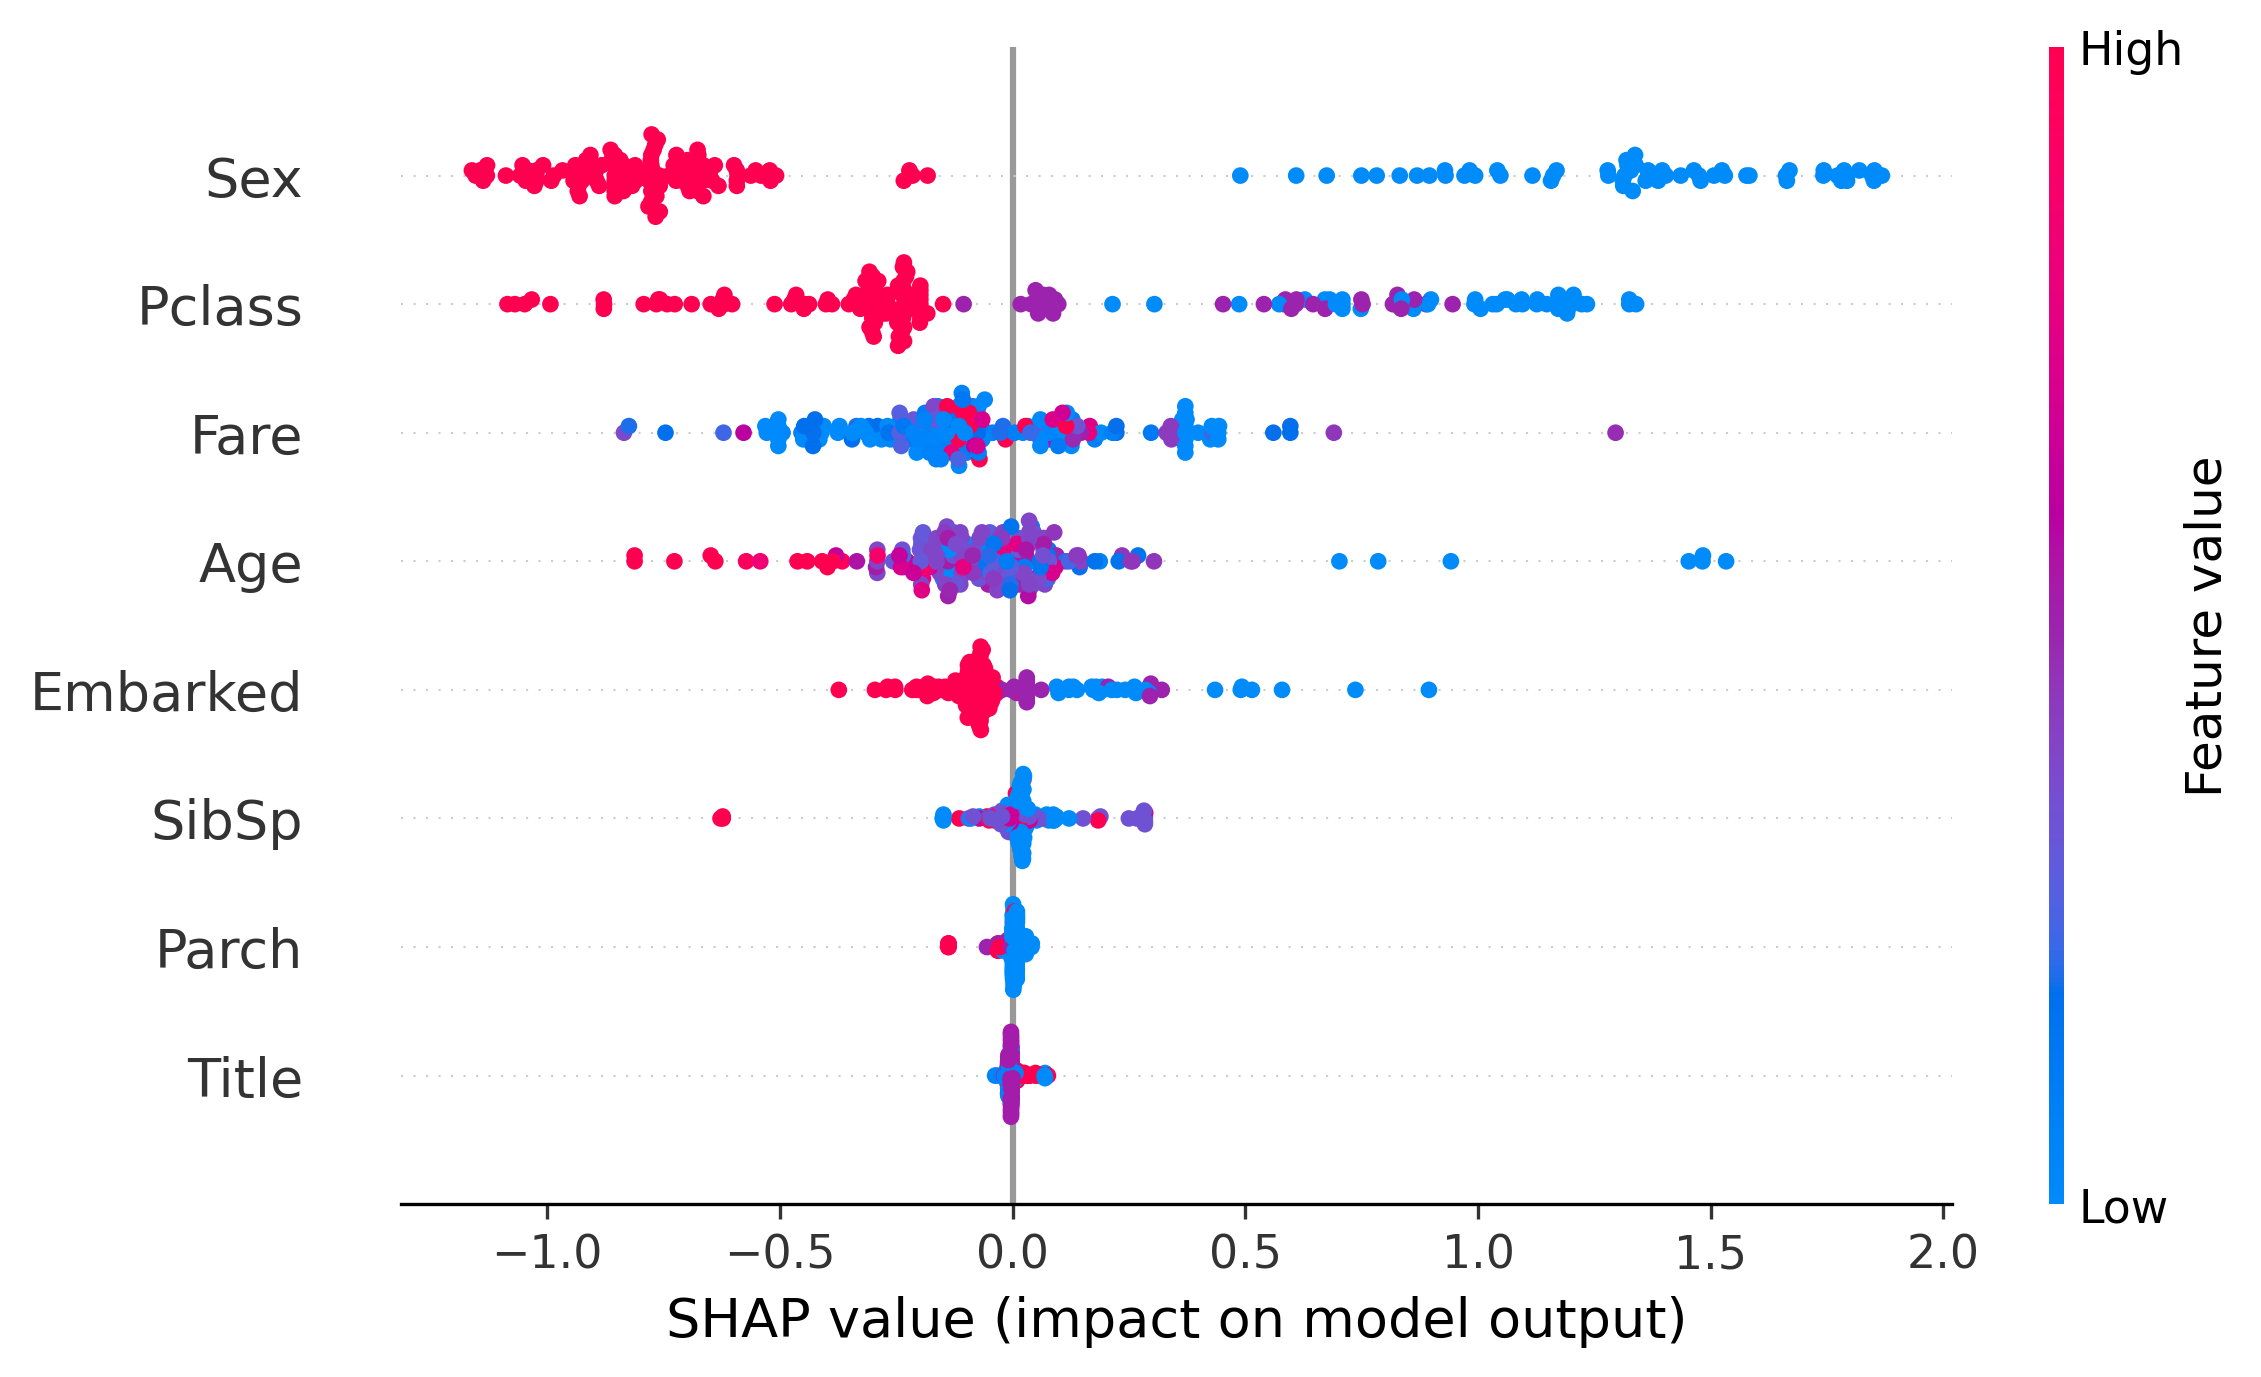 High
Sex
Pclass
Fare
Age
Embarked
SibSp
Parch
Title
Feature value
Low
−1.0 −0.5 0.0 0.5 1.0 1.5 2.0
SHAP value (impact on model output)